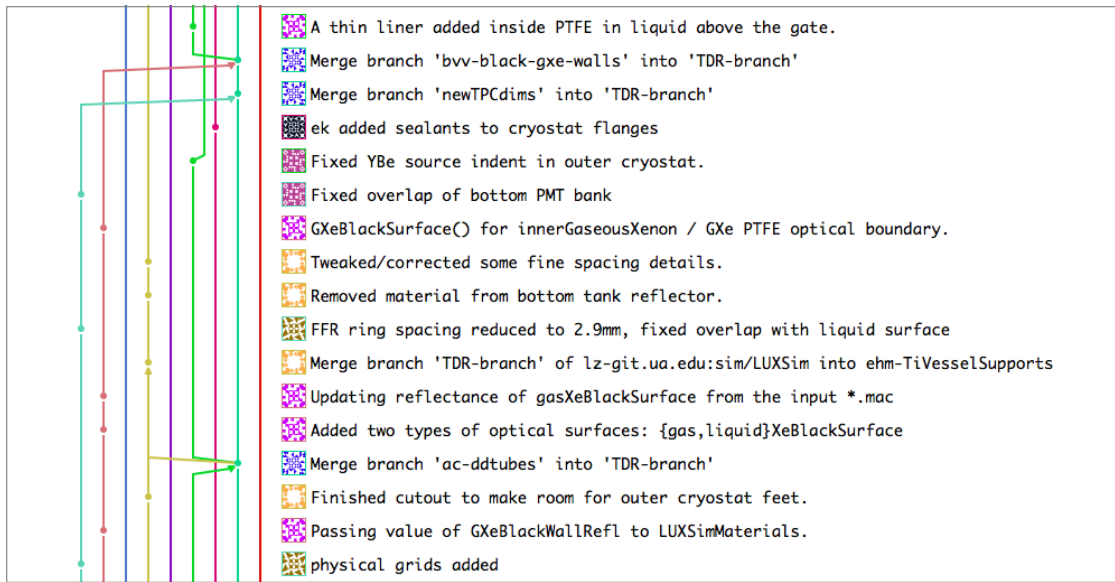 A thin liner added inside PTFE in liquid above the gate.
Merge branch 'bvv-black-gxe-walls' into 'TDR-branch'
Merge branch 'newTPCdims' into 'TDR-branch'
ek added sealants to cryostat flanges
Fixed YBe source indent in outer cryostat.
Fixed overlap of bottom PMT bank
GXeBlackSurface() for innerGaseousXenon / GXe PTFE optical boundary.
Tweaked/corrected some fine spacing details.
Removed material from bottom tank reflector.
FFR ring spacing reduced to 2.9mm, fixed overlap with liquid surface
Merge branch 'TDR-branch' of lz-git.ua.edu:sim/LUXSim into ehm-TiVesselSupports
Updating reflectance of gasXeBlackSurface from the input *.mac
Added two types of optical surfaces: {gas,liquid}XeBlackSurface
Merge branch 'ac-ddtubes' into 'TDR-branch'
Finished cutout to make room for outer cryostat feet.
Passing value of GXeBlackWallRefl to LUXSimMaterials.
physical grids added